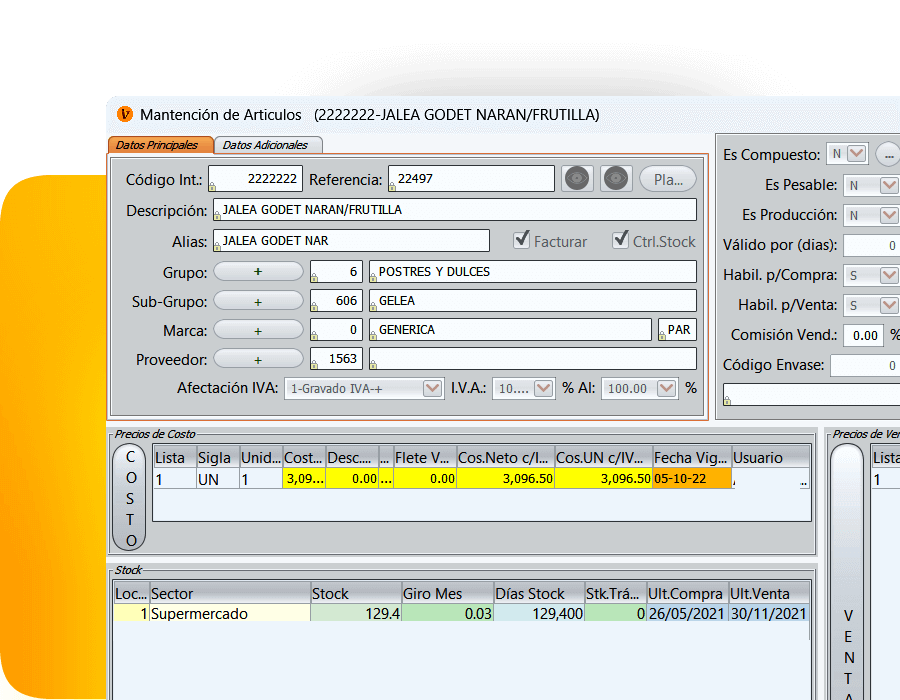 V Mantención de Articulos (2222222-JALEA GODET NARAN/FRUTILLA)
Datos Principales Datos Adicionales
Código Int.: 2222222 Referencia: 22497 Pla...
Descripción: JALEA GODET NARAN/FRUTILLA
Alias: JALEA GODET NAR Facturar Ctrl.Stock
Grupo: + 6 POSTRES Y DULCES
Sub-Grupo: + 606 GELEA
Marca: + 0 GENERICA PAR
Proveedor: + 1563
Afectación IVA: 1-Gravado IVA-+ I.V.A.: 10.... % Al: 100.00 %
Es Compuesto: N ...
Es Pesable: N
Es Producción: N
Válido por (dias): 0
Habil. p/Compra: S
Habil. p/Venta: S
Comisión Vend.: 0.00 %
Código Envase: 0
Precios de Costo
COSTO
Lista Sigla Unid... Cost... Desc.... ... Flete V... Cos.Neto c/I... Cos.UN c/IV... Fecha Vig... Usuario
1 UN 1 3,09... 0.00 ... 0.00 3,096.50 3,096.50 05-10-22 ..
Precios de Ven
Lista
1
VENTA
Stock
Loc... Sector Stock Giro Mes Días Stock Stk.Trá... Ult.Compra Ult.Venta
1 Supermercado 129.4 0.03 129,400 0 26/05/2021 30/11/2021